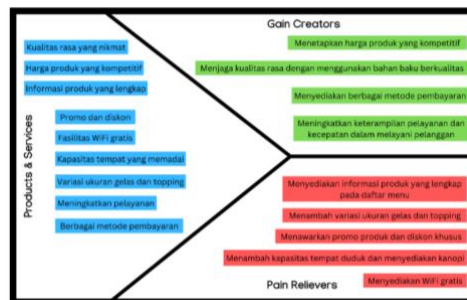 Gain Creators
Menetapkan harga produk yang kompetitif
Menjaga kualitas rasa dengan menggunakan bahan baku berkualitas
Menyediakan berbagai metode pembayaran
Meningkatkan keterampilan pelayanan dan
kecepatan dalam melayani pelanggan
Products & Services
Kualitas rasa yang nikmat
Harga produk yang kompetitif
Informasi produk yang lengkap
Promo dan diskon
Fasilitas WiFi gratis
Kapasitas tempat yang memadai
Variasi ukuran gelas dan topping
Meningkatkan pelayanan
Berbagai metode pembayaran
Menyediakan informasi produk yang lengkap
pada daftar menu
Menambah variasi ukuran gelas dan topping
Menawarkan promo produk dan diskon khusus
Menambah kapasitas tempat duduk dan menyediakan kanopi
Menyediakan WiFi gratis
Pain Relievers